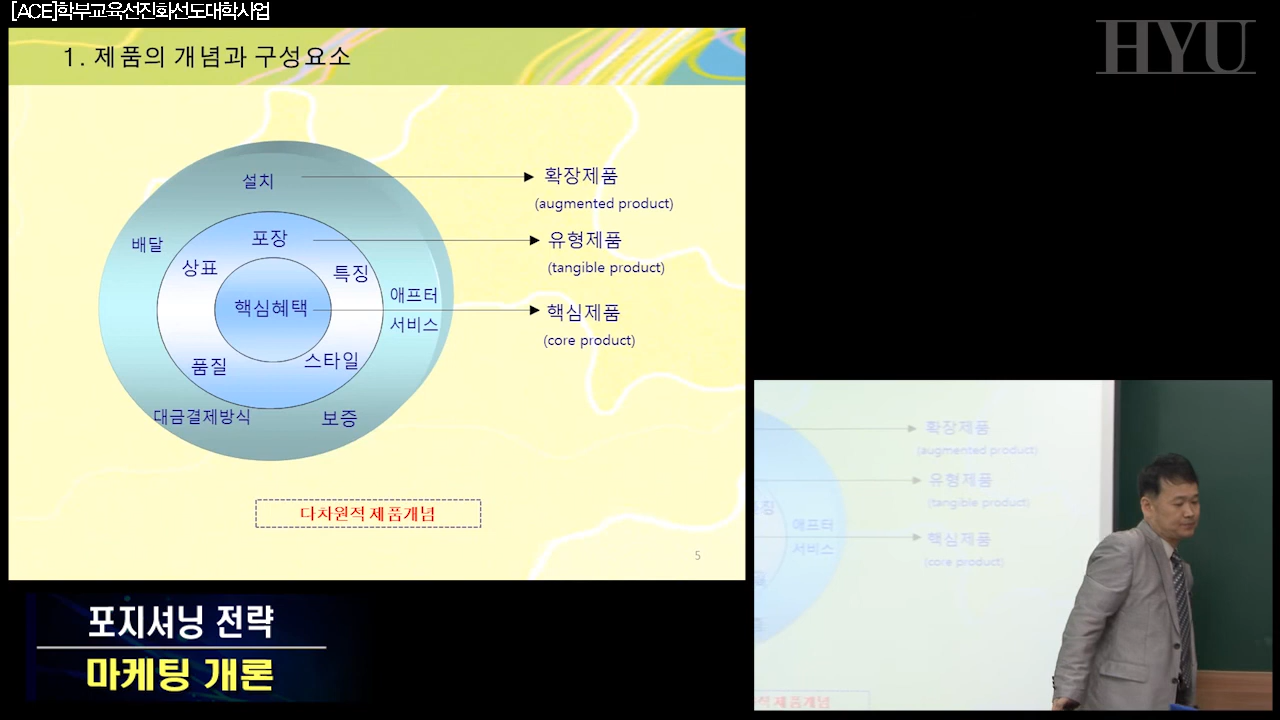 [ACE]학부교육선진화선도대학사업
HYU
1. 제품의 개념과 구성요소
설치
확장제품
(augmented product)
배달
포장
유형제품
(tangible product)
상표
특징
핵심혜택
애프터
서비스
핵심제품
(core product)
품질
스타일
대금결제방식
보증
다차원적 제품개념
5
포지셔닝 전략
마케팅 개론
확장제품
(augmented product)
유형제품
(tangible product)
애프터
서비스
핵심제품
(core product)
적 제품개념